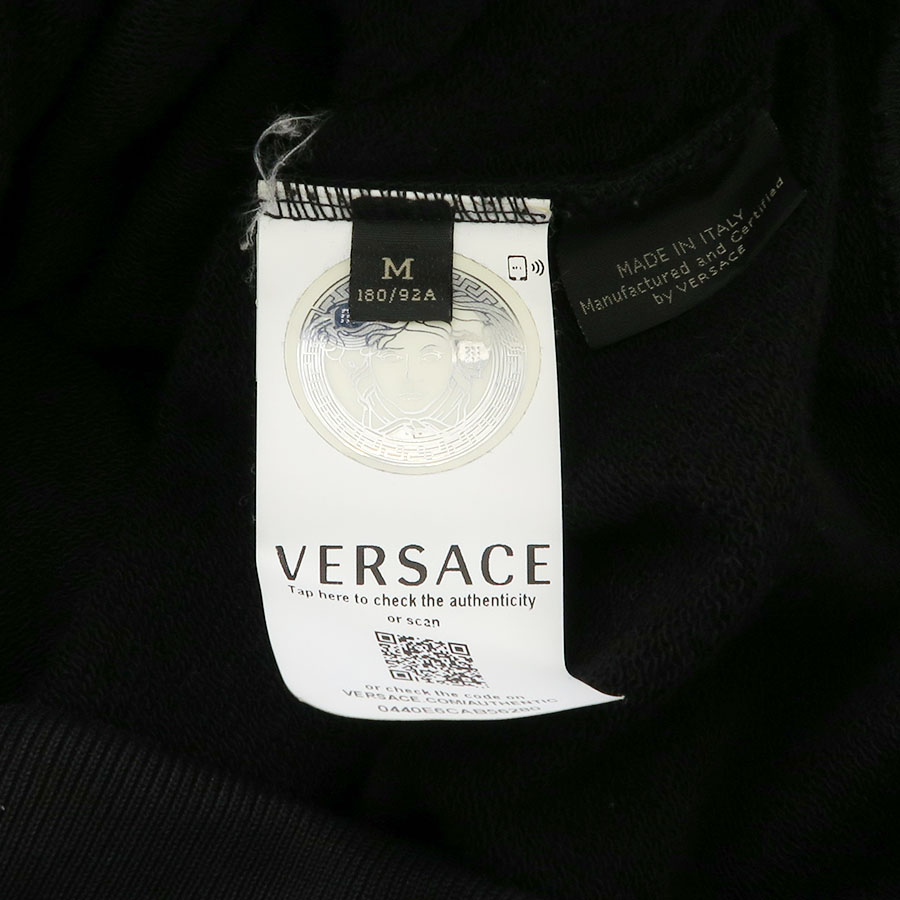 M
180/92A
MADE IN ITALY
Manufactured and Certified
by VERSACE
VERSACE
Tap here to check the authenticity
or scan
or check the code on
VERSACE.COM/AUTHENTIC